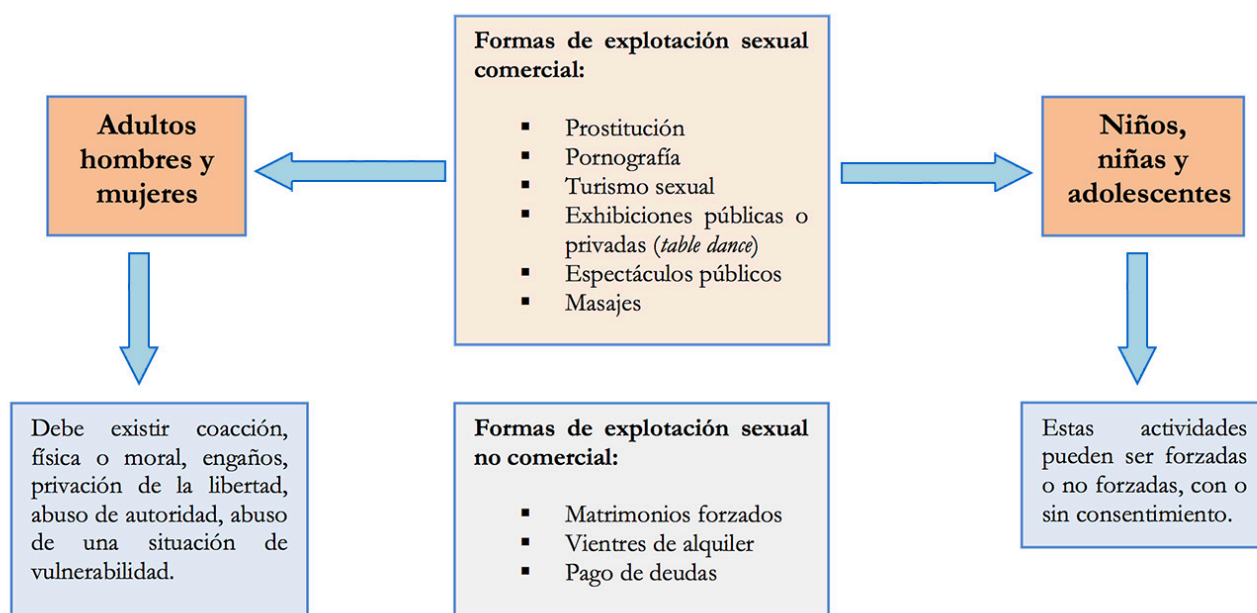 Formas de explotación sexual
comercial:
▪ Prostitución
▪ Pornografía
▪ Turismo sexual
▪ Exhibiciones públicas o
privadas (table dance)
▪ Espectáculos públicos
▪ Masajes
Adultos
hombres y
mujeres
Niños,
niñas y
adolescentes
Debe existir coacción,
física o moral, engaños,
privación de la libertad,
abuso de autoridad, abuso
de una situación de
vulnerabilidad.
Formas de explotación sexual
no comercial:
▪ Matrimonios forzados
▪ Vientres de alquiler
▪ Pago de deudas
Estas actividades
pueden ser forzadas
o no forzadas, con o
sin consentimiento.